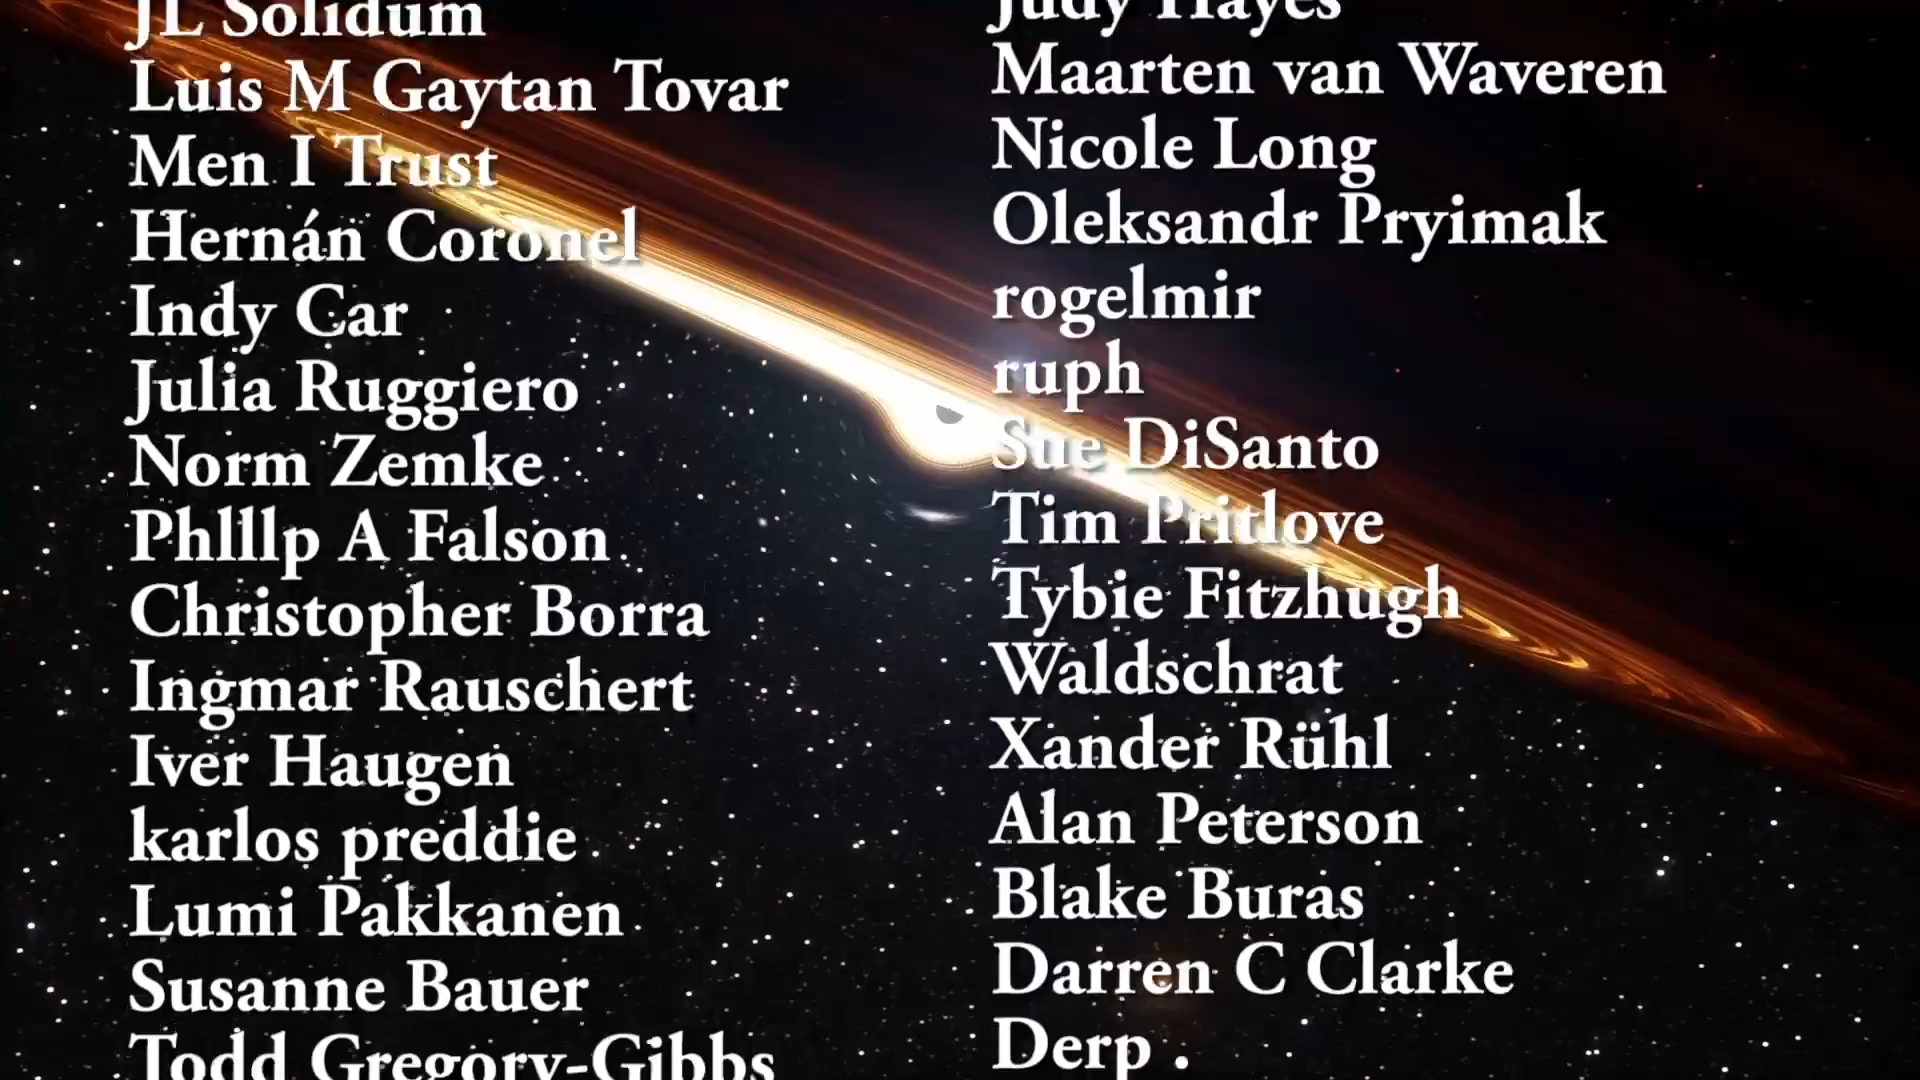 JL Solidum
Luis M Gaytan Tovar
Men I Trust
Hernán Coronel
Indy Car
Julia Ruggiero
Norm Zemke
Phlllp A Falson
Christopher Borra
Ingmar Rauschert
Iver Haugen
karlos preddie
Lumi Pakkanen
Susanne Bauer
Todd Gregory-Gibbs
Judy Hayes
Maarten van Waveren
Nicole Long
Oleksandr Pryimak
rogelmir
ruph
Sue DiSanto
Tim Pritlove
Tybie Fitzhugh
Waldschrat
Xander Rühl
Alan Peterson
Blake Buras
Darren C Clarke
Derp .